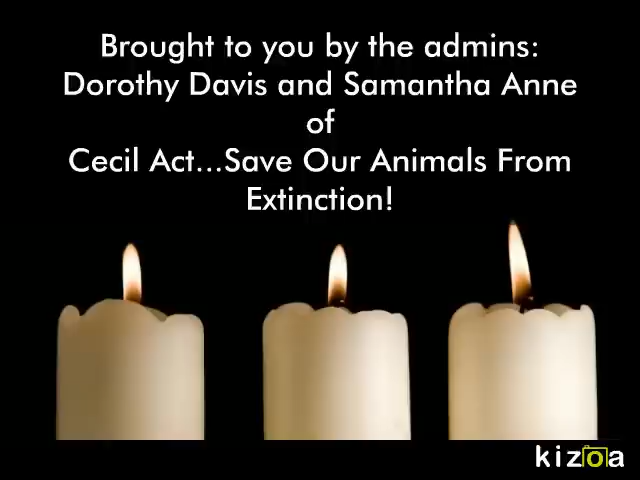 Brought to you by the admins:
Dorothy Davis and Samantha Anne
of
Cecil Act...Save Our Animals From
Extinction!
kizoa